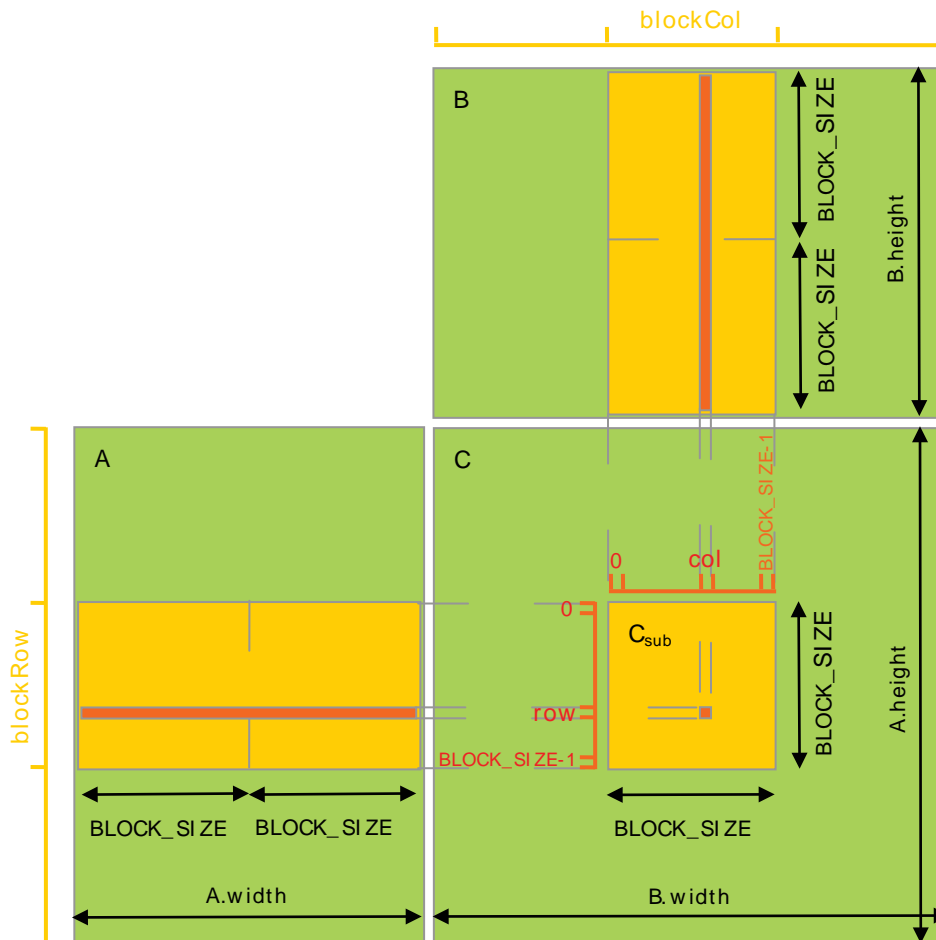 blockCol
B
BLOCK_SIZE
B.height
BLOCK_SIZE
A
C
BLOCK_SIZE-1
0
col
blockRow
0
C_sub
BLOCK_SIZE
A.height
row
BLOCK_SIZE-1
BLOCK_SIZE
BLOCK_SIZE
BLOCK_SIZE
A.width
B.width